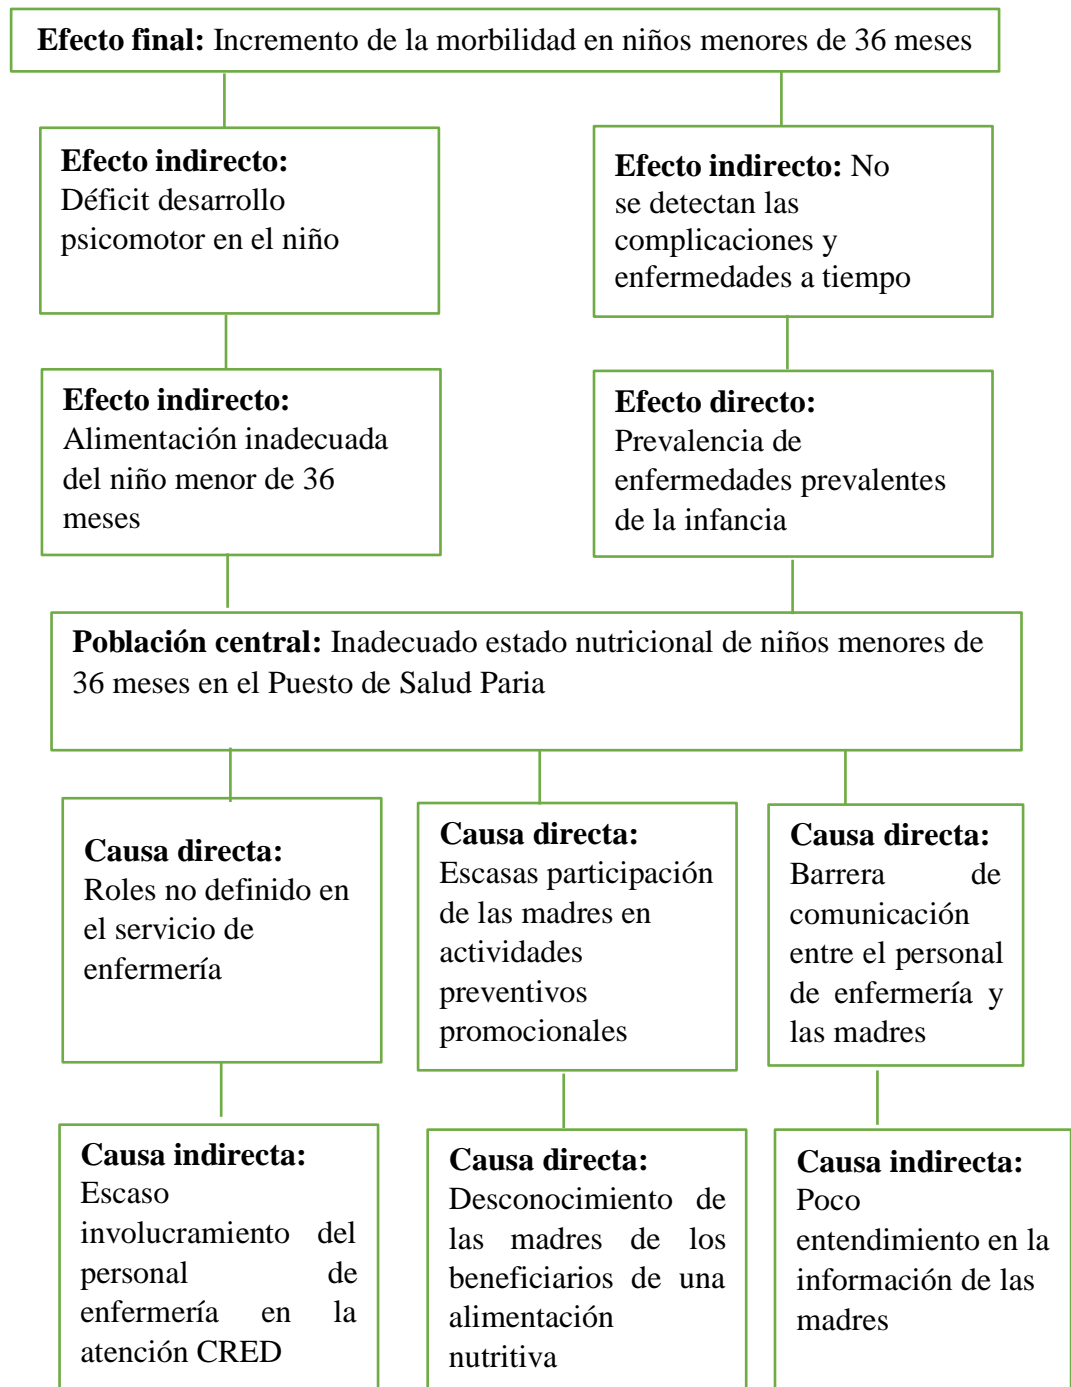 Efecto final: Incremento de la morbilidad en niños menores de 36 meses
Efecto indirecto:
Déficit desarrollo
psicomotor en el niño
Efecto indirecto: No
se detectan las
complicaciones y
enfermedades a tiempo
Efecto indirecto:
Alimentación inadecuada
del niño menor de 36
meses
Efecto directo:
Prevalencia de
enfermedades prevalentes
de la infancia
Población central: Inadecuado estado nutricional de niños menores de
36 meses en el Puesto de Salud Paria
Causa directa:
Roles no definido en
el servicio de
enfermería
Causa directa:
Escasas participación
de las madres en
actividades
preventivos
promocionales
Causa directa:
Barrera de
comunicación
entre el personal
de enfermería y
las madres
Causa indirecta:
Escaso
involucramiento del
personal de
enfermería en la
atención CRED
Causa directa:
Desconocimiento de
las madres de los
beneficiarios de una
alimentación
nutritiva
Causa indirecta:
Poco
entendimiento en la
información de las
madres